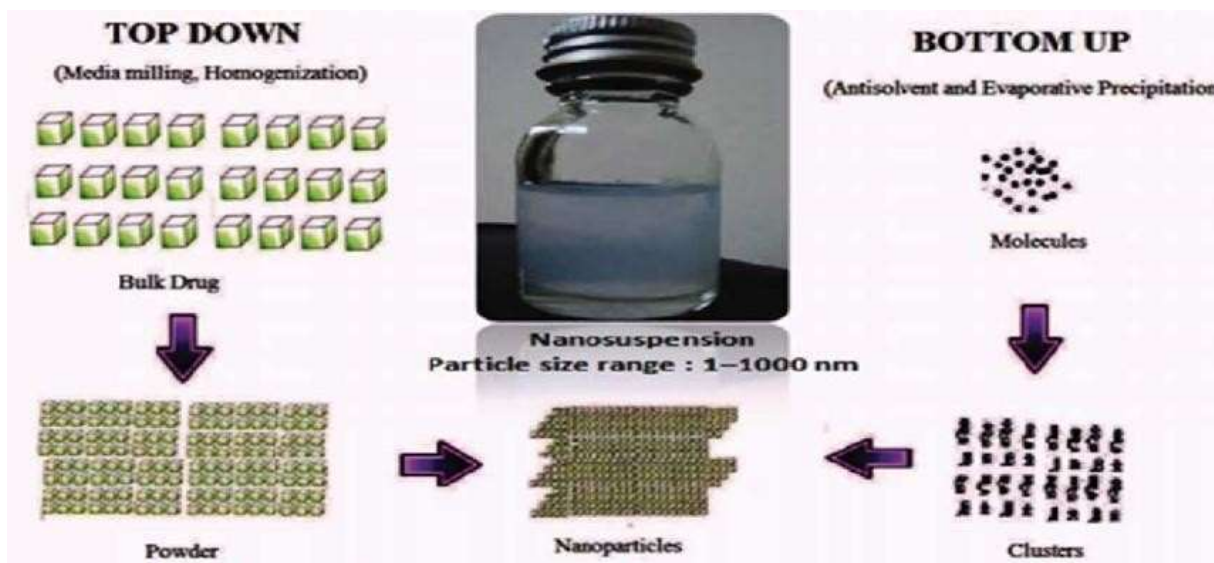 TOP DOWN
(Media milling, Homogenization)
Bulk Drug
Powder
Nanosuspension
Particle size range : 1–1000 nm
Nanoparticles
BOTTOM UP
(Antisolvent and Evaporative Precipitation
Molecules
Clusters